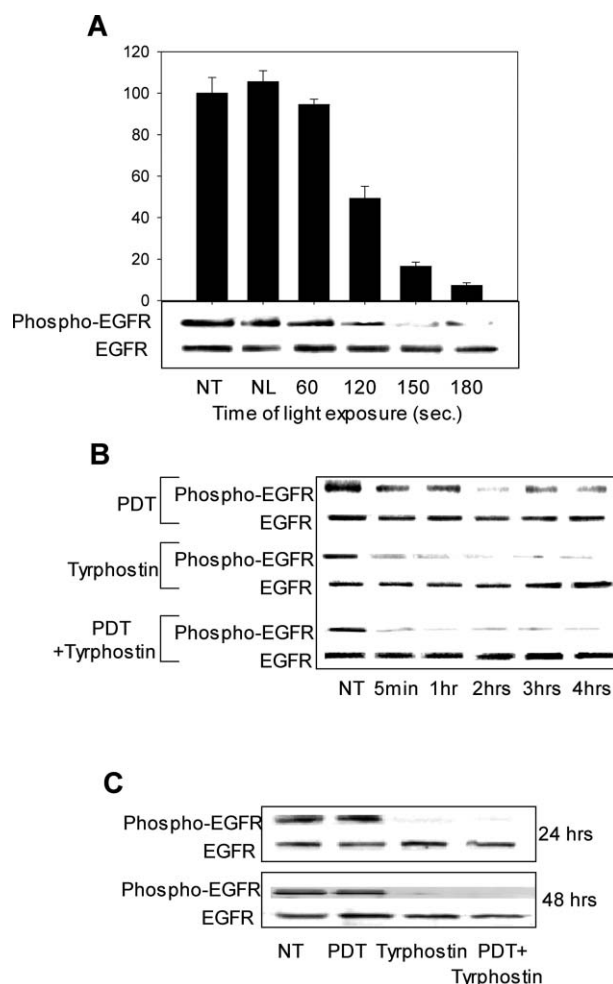 A
120
100
80
60
40
20
0
Phospho-EGFR
EGFR
NT NL 60 120 150 180
Time of light exposure (sec.)
B
PDT
Phospho-EGFR
EGFR
Tyrphostin
Phospho-EGFR
EGFR
PDT
+Tyrphostin
Phospho-EGFR
EGFR
NT 5min 1hr 2hrs 3hrs 4hrs
C
Phospho-EGFR
EGFR
24 hrs
Phospho-EGFR
EGFR
48 hrs
NT PDT Tyrphostin PDT+
Tyrphostin